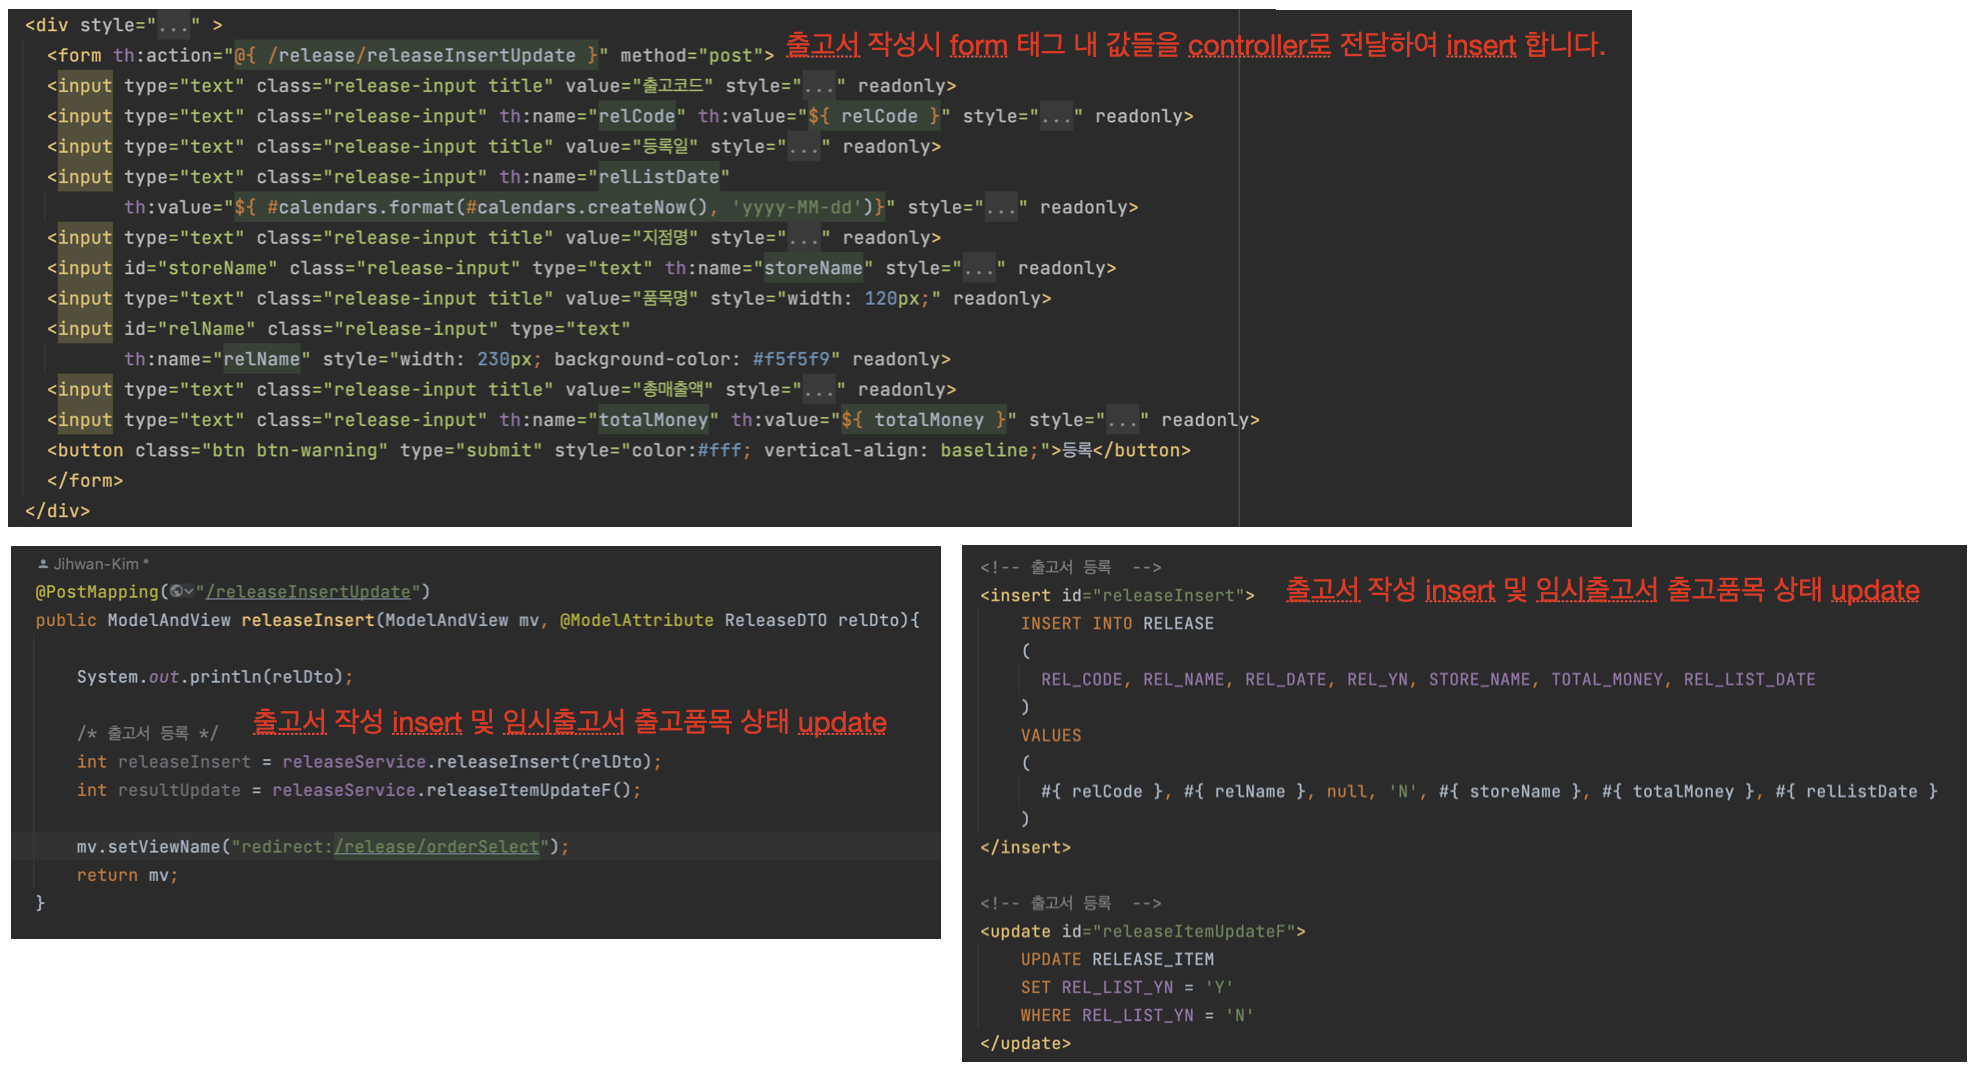 <div style="..." >
<form th:action="@{ /release/releaseInsertUpdate }" method="post"> 출고서 작성시 form 태그 내 값들을 controller로 전달하여 insert 합니다.
<input type="text" class="release-input title" value="출고코드" style="..." readonly>
<input type="text" class="release-input" th:name="relCode" th:value="${ relCode }" style="..." readonly>
<input type="text" class="release-input title" value="등록일" style="..." readonly>
<input type="text" class="release-input" th:name="relListDate"
th:value="${ #calendars.format(#calendars.createNow(), 'yyyy-MM-dd')}" style="..." readonly>
<input type="text" class="release-input title" value="지점명" style="..." readonly>
<input id="storeName" class="release-input" type="text" th:name="storeName" style="..." readonly>
<input type="text" class="release-input title" value="품목명" style="width: 120px;" readonly>
<input id="relName" class="release-input" type="text"
th:name="relName" style="width: 230px; background-color: #f5f5f9" readonly>
<input type="text" class="release-input title" value="총매출액" style="..." readonly>
<input type="text" class="release-input" th:name="totalMoney" th:value="${ totalMoney }" style="..." readonly>
<button class="btn btn-warning" type="submit" style="color:#fff; vertical-align: baseline;">등록</button>
</form>
</div>
Jihwan-Kim *
@PostMapping("/releaseInsertUpdate")
public ModelAndView releaseInsert(ModelAndView mv, @ModelAttribute ReleaseDTO relDto){
System.out.println(relDto);
출고서 작성 insert 및 임시출고서 출고품목 상태 update
/* 출고서 등록 */
int releaseInsert = releaseService.releaseInsert(relDto);
int resultUpdate = releaseService.releaseItemUpdateF();
mv.setViewName("redirect:/release/orderSelect");
return mv;
}
<!-- 출고서 등록  -->
<insert id="releaseInsert"> 출고서 작성 insert 및 임시출고서 출고품목 상태 update
INSERT INTO RELEASE
(
REL_CODE, REL_NAME, REL_DATE, REL_YN, STORE_NAME, TOTAL_MONEY, REL_LIST_DATE
)
VALUES
(
#{ relCode }, #{ relName }, null, 'N', #{ storeName }, #{ totalMoney }, #{ relListDate }
)
</insert>
<!-- 출고서 등록  -->
<update id="releaseItemUpdateF">
UPDATE RELEASE_ITEM
SET REL_LIST_YN = 'Y'
WHERE REL_LIST_YN = 'N'
</update>